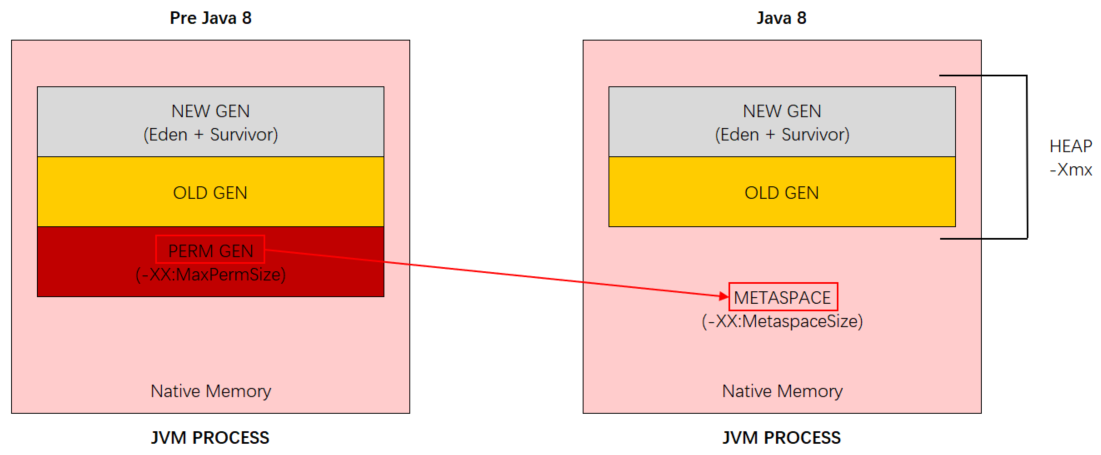 Pre Java 8
NEW GEN
(Eden + Survivor)
OLD GEN
PERM GEN
(-XX:MaxPermSize)
Native Memory
JVM PROCESS
Java 8
NEW GEN
(Eden + Survivor)
OLD GEN
HEAP
-Xmx
METASPACE
(-XX:MetaspaceSize)
Native Memory
JVM PROCESS